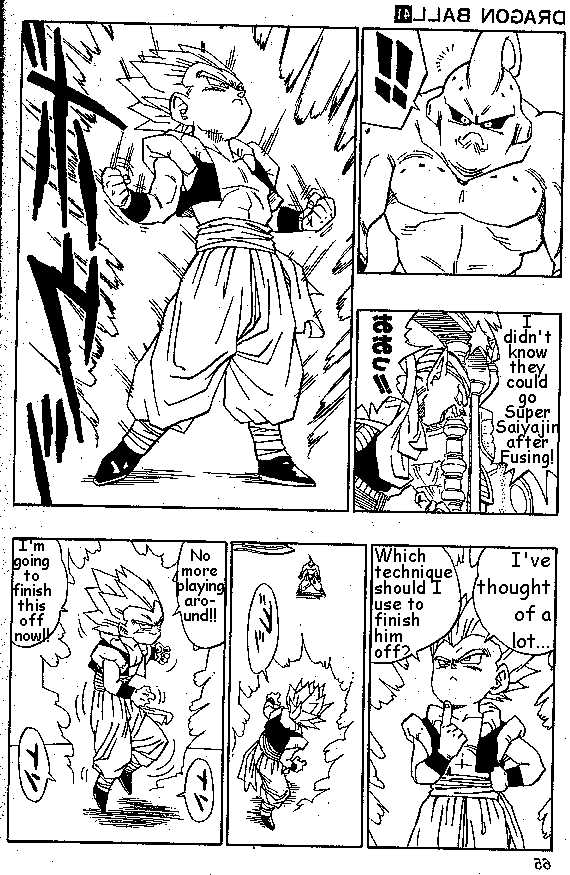 DRAGON BALL 41
!!
I
didn't
know
they
could
go
Super
Saiyajin
after
Fusing!
I've
thought
of a
lot...
Which
technique
should I
use to
finish
him
off?
No
more
playing
aro-
und!!
I'm
going
to
finish
this
off
now!!
65